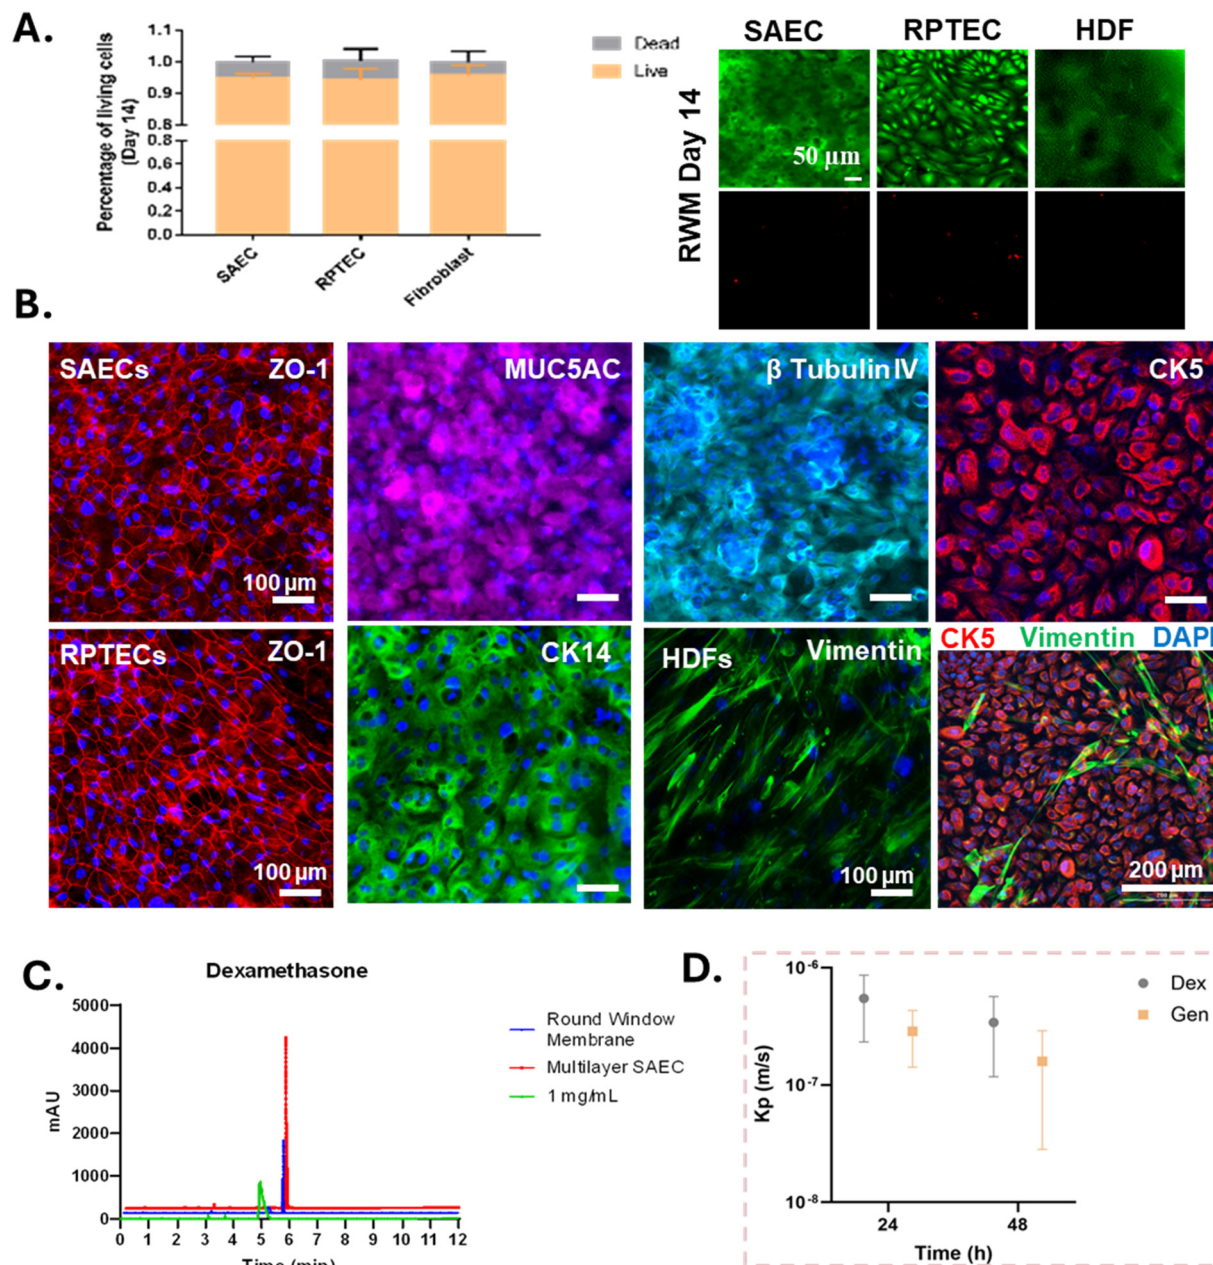 A.
Percentage of living cells
(Day 14)
1.1
1.0
0.9
0.8
0.8
0.6
0.4
0.2
0.0
SAEC
RPTEC
Fibroblast
Dead
Live
SAEC RPTEC HDF
RWM Day 14
50 µm
B.
SAECs ZO-1
100 µm
MUC5AC
β Tubulin IV
CK5
RPTECs ZO-1
100 µm
CK14
HDFs Vimentin
100 µm
CK5 Vimentin DAPI
200 µm
C.
Dexamethasone
mAU
5000
4000
3000
2000
1000
0
0 1 2 3 4 5 6 7 8 9 10 11 12
Time (min)
Round Window
Membrane
Multilayer SAEC
1 mg/mL
D.
Kp (m/s)
10-6
10-7
10-8
24 48
Time (h)
Dex
Gen